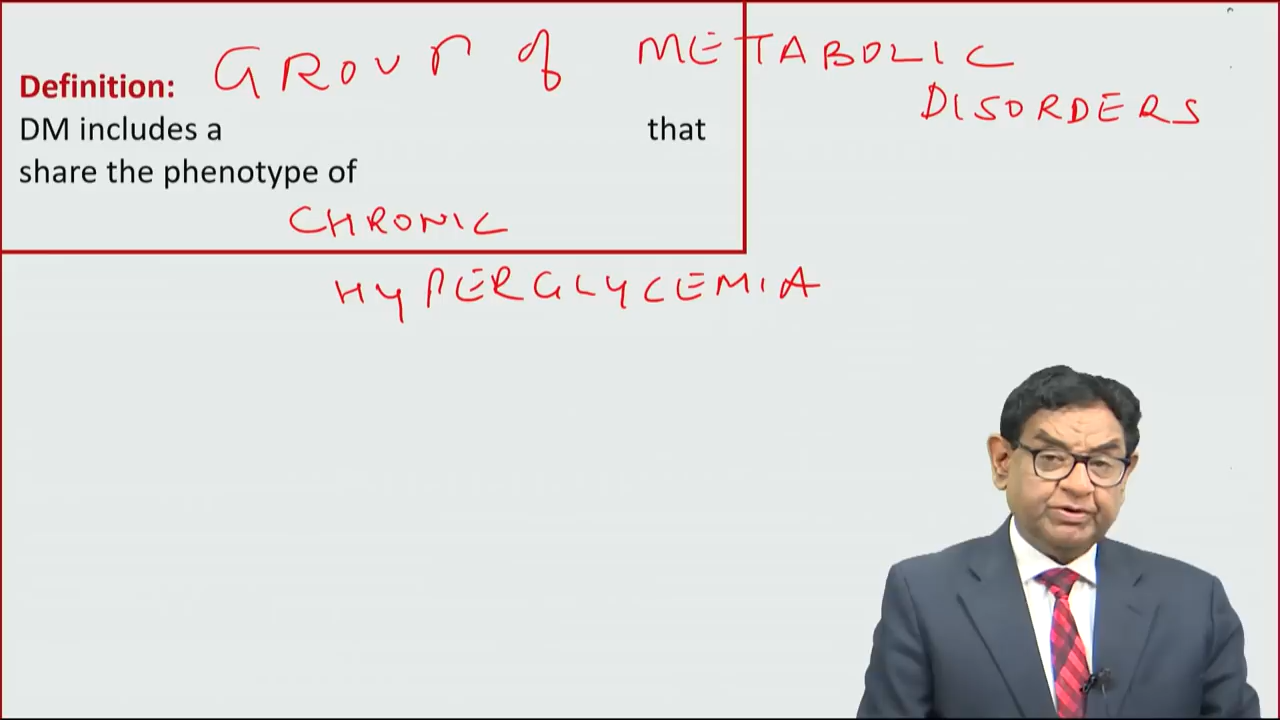 GROUP of METABOLIC
DISORDERS
Definition:
DM includes a that
share the phenotype of
CHRONIC
HYPERGLYCEMIA